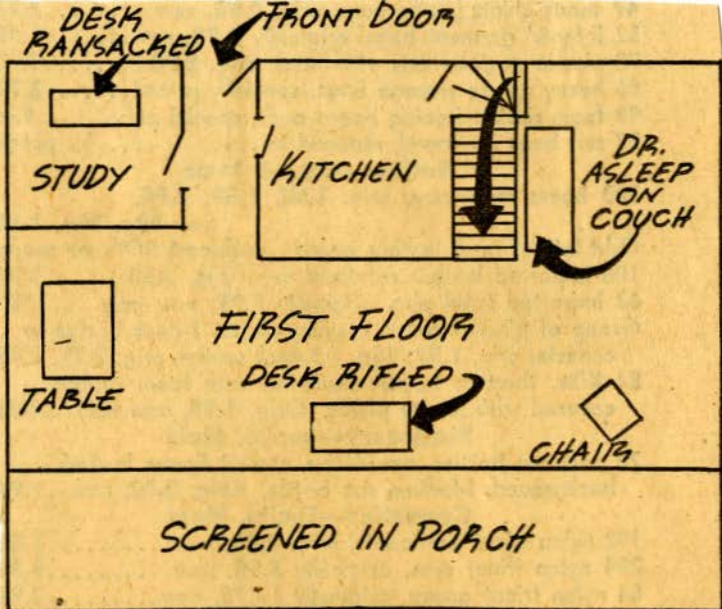 DESK
RANSACKED
FRONT DOOR
STUDY
KITCHEN
DR.
ASLEEP
ON
COUCH
FIRST FLOOR
TABLE
DESK RIFLED
CHAIR
SCREENED IN PORCH